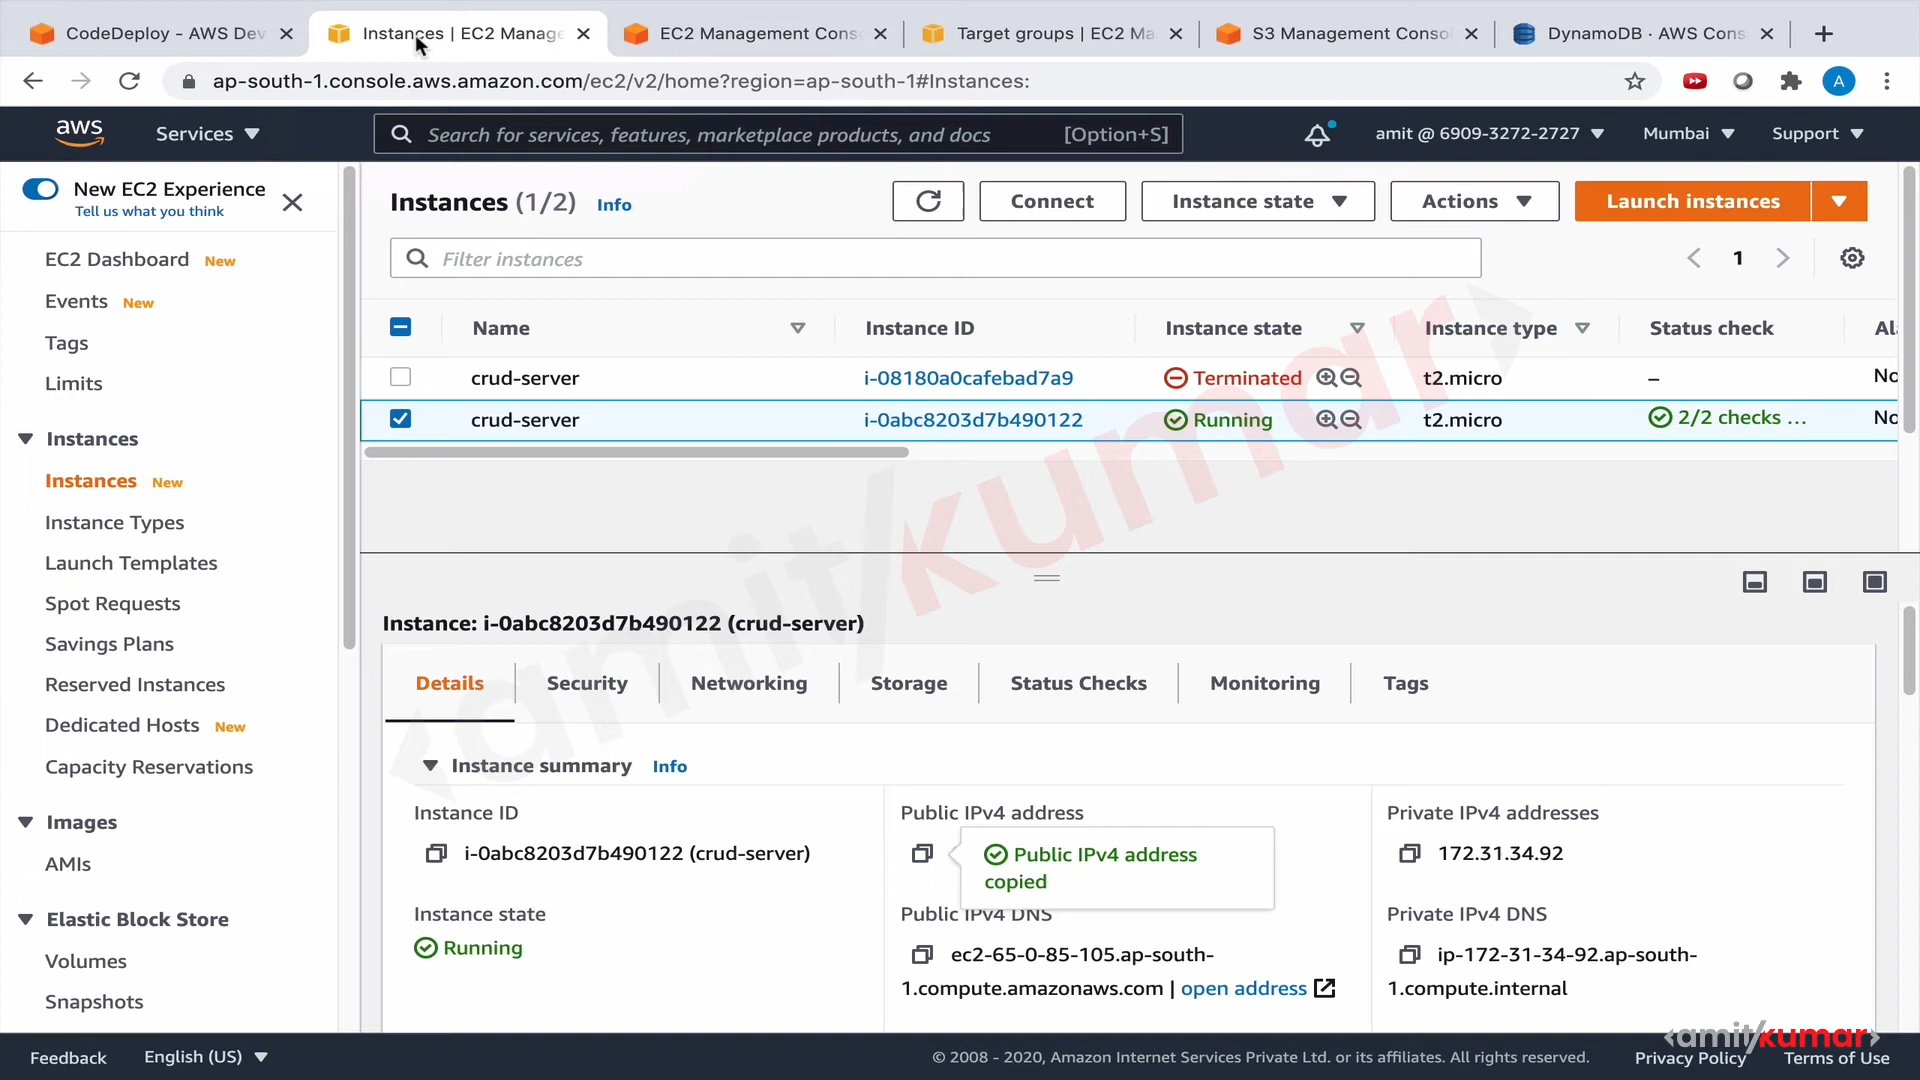 CodeDeploy - AWS Dev
Instances | EC2 Manage
EC2 Management Cons
Target groups | EC2 Ma
S3 Management Consol
DynamoDB · AWS Cons
ap-south-1.console.aws.amazon.com/ec2/v2/home?region=ap-south-1#Instances:
A
aws
Services
Search for services, features, marketplace products, and docs
[Option+S]
amit @ 6909-3272-2727
Mumbai
Support
New EC2 Experience
Tell us what you think
EC2 Dashboard New
Events New
Tags
Limits
Instances
Instances New
Instance Types
Launch Templates
Spot Requests
Savings Plans
Reserved Instances
Dedicated Hosts New
Capacity Reservations
Images
AMIs
Elastic Block Store
Volumes
Snapshots
Instances (1/2) Info
Connect
Instance state
Actions
Launch instances
Filter instances
1
Name Instance ID Instance state Instance type Status check Al
crud-server i-08180a0cafebad7a9 Terminated t2.micro – No
crud-server i-0abc8203d7b490122 Running t2.micro 2/2 checks ... No
<amit/kumar>
Instance: i-0abc8203d7b490122 (crud-server)
Details Security Networking Storage Status Checks Monitoring Tags
Instance summary Info
Instance ID
i-0abc8203d7b490122 (crud-server)
Instance state
Running
Public IPv4 address
Public IPv4 address
copied
Public IPv4 DNS
ec2-65-0-85-105.ap-south-
1.compute.amazonaws.com | open address
Private IPv4 addresses
172.31.34.92
Private IPv4 DNS
ip-172-31-34-92.ap-south-
1.compute.internal
<amit/kumar>
Feedback English (US) © 2008 - 2020, Amazon Internet Services Private Ltd. or its affiliates. All rights reserved. Privacy Policy Terms of Use